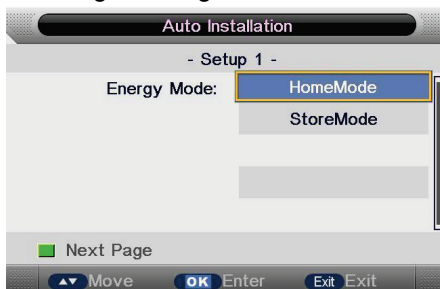 Auto Installation
- Setup 1 -
Energy Mode: HomeMode
StoreMode
Next Page
Move OK Enter Exit Exit